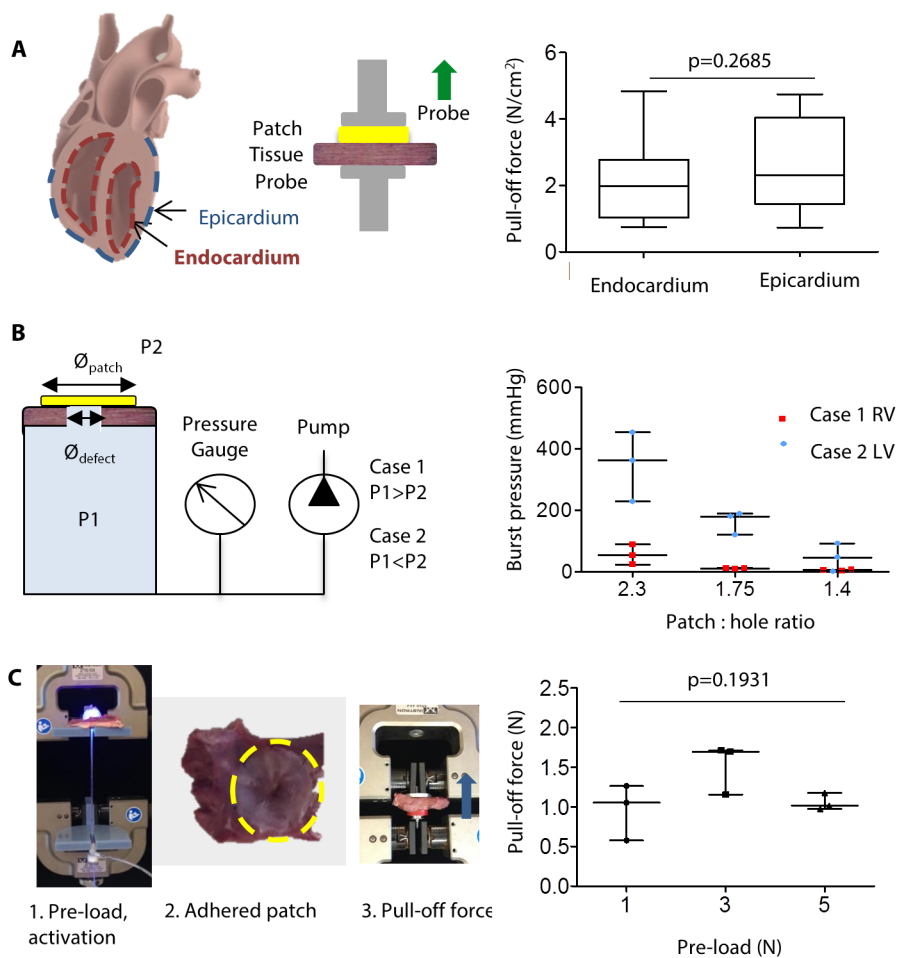 A
Patch
Tissue
Probe
Probe
Epicardium
Endocardium
Pull-off force (N/cm²)
6
4
2
0
p=0.2685
Endocardium
Epicardium
B
Ø patch
P2
Ø defect
P1
Pressure
Gauge
Pump
Case 1
P1>P2
Case 2
P1<P2
Burst pressure (mmHg)
600
400
200
0
Case 1 RV
Case 2 LV
2.3
1.75
1.4
Patch : hole ratio
C
1. Pre-load,
activation
2. Adhered patch
3. Pull-off force
Pull-off force (N)
2.5
2.0
1.5
1.0
0.5
0.0
p=0.1931
1
3
5
Pre-load (N)